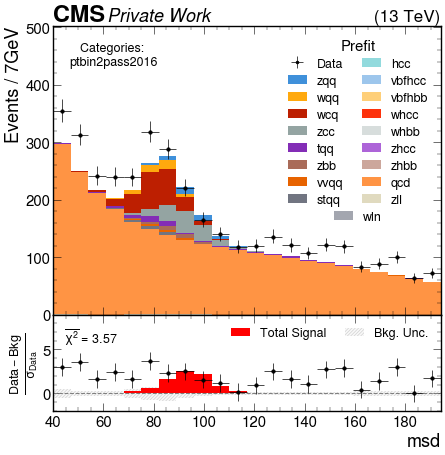 CMS Private Work (13 TeV)
Events / 7GeV
500
400
300
200
100
0
Categories:
ptbin2pass2016
Prefit
Data
zqq
wqq
wcq
zcc
tqq
zbb
vvqq
stqq
hcc
vbfhcc
vbfhbb
whcc
whbb
zhcc
zhbb
qcd
zll
wln
Data − Bkg
σData
5
0
χ² = 3.57
Total Signal
Bkg. Unc.
40 60 80 100 120 140 160 180
msd